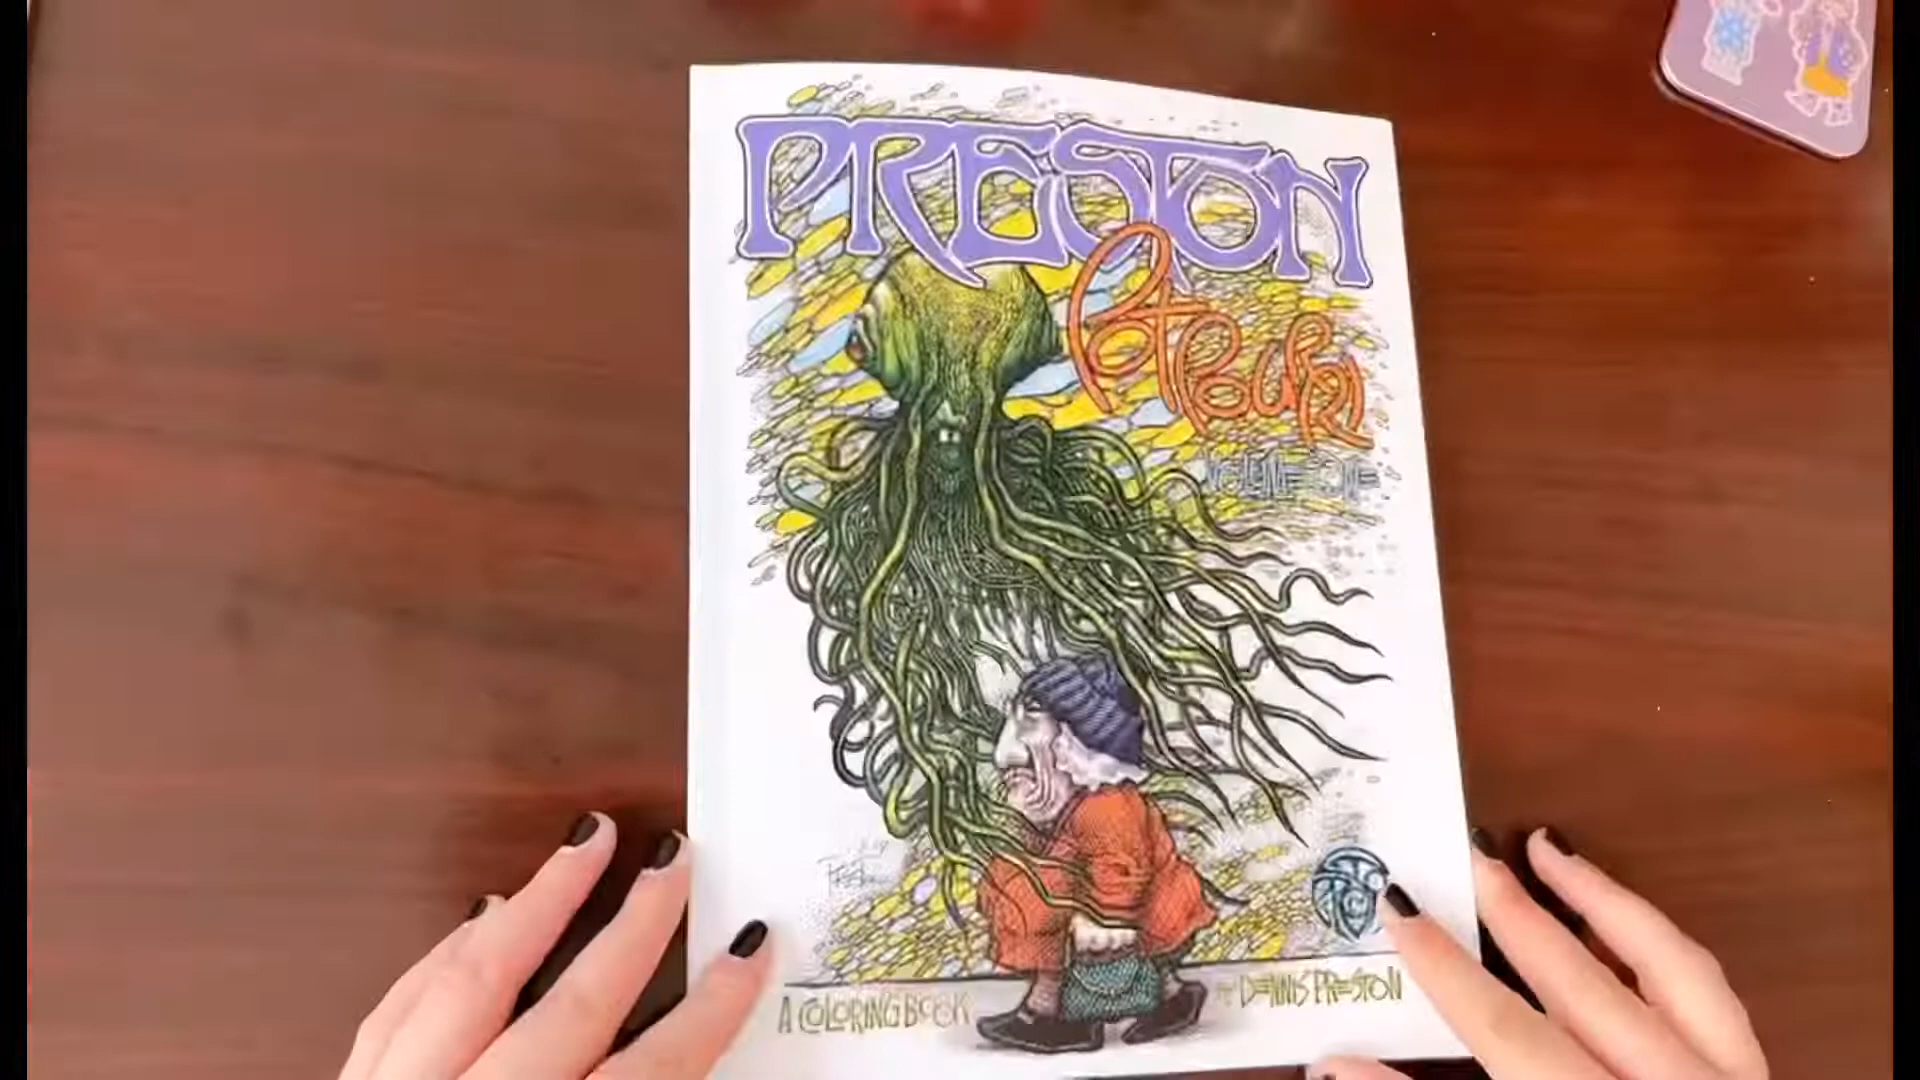 PRESTON
PotPourri
VOLUME ONE
A COLORING BOOK
by DENNIS PRESTON